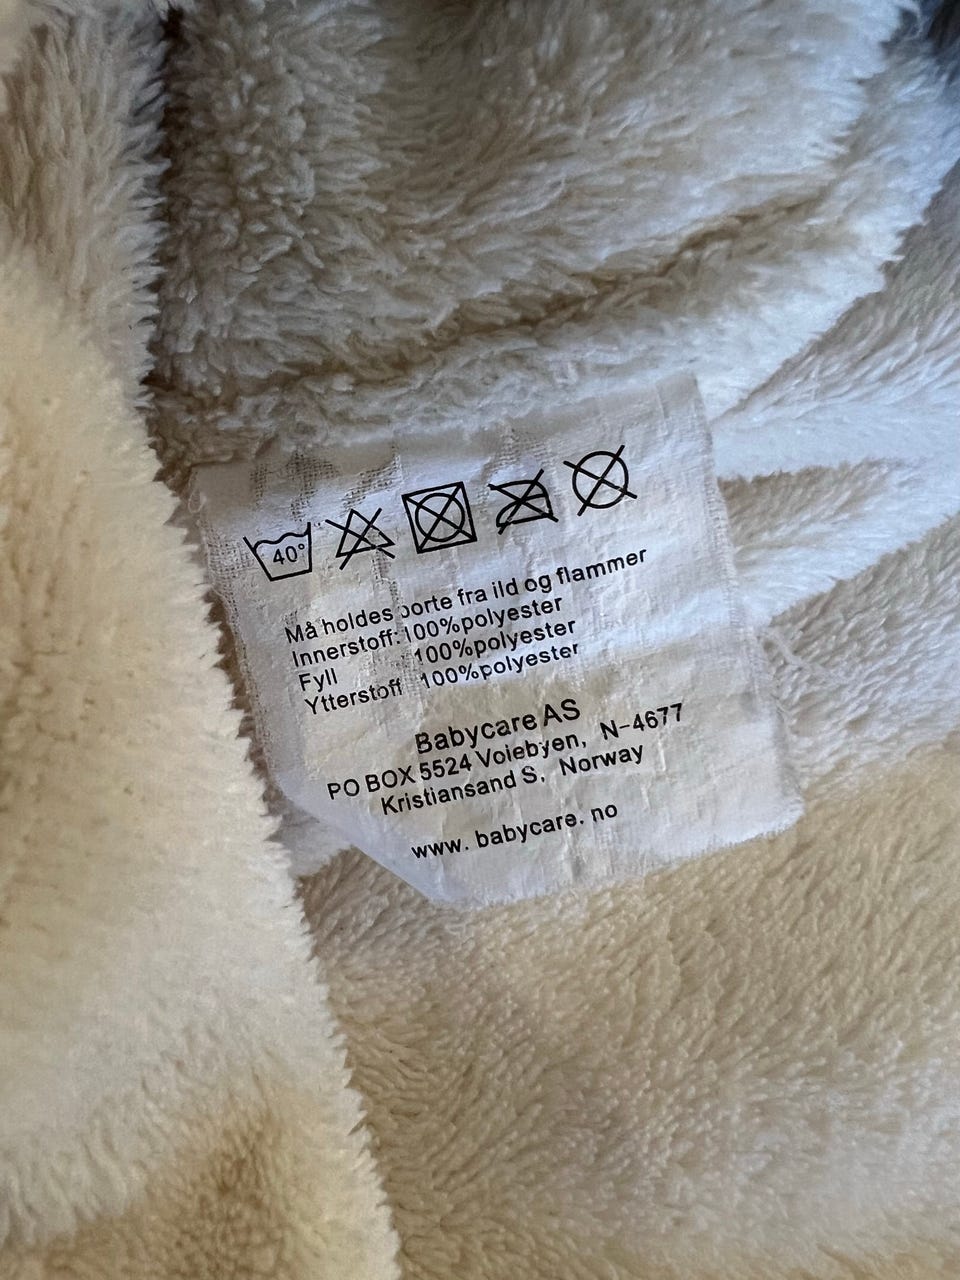 40°
Må holdes borte fra ild og flammer
Innerstoff: 100%polyester
Fyll 100%polyester
Ytterstoff 100%polyester
Babycare AS
PO BOX 5524 Voiebyen, N-4677
Kristiansand S, Norway
www. babycare. no